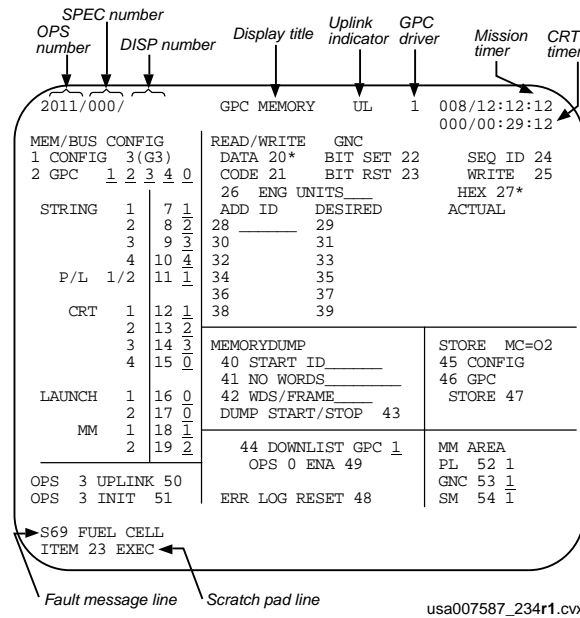 OPS number
SPEC number
DISP number
Display title
Uplink indicator
GPC driver
Mission timer
CRT timer
2011/000/ GPC MEMORY UL 1 008/12:12:12
000/00:29:12
MEM/BUS CONFIG READ/WRITE GNC
1 CONFIG 3(G3) DATA 20* BIT SET 22 SEQ ID 24
2 GPC 1 2 3 4 0 CODE 21 BIT RST 23 WRITE 25
26 ENG UNITS___ HEX 27*
STRING 1 7 1 ADD ID DESIRED ACTUAL
2 8 2 28 ______ 29
3 9 3 30 31
4 10 4 32 33
P/L 1/2 11 1 34 35
36 37
CRT 1 12 1 38 39
2 13 2
3 14 3 MEMORYDUMP STORE MC=02
4 15 0 40 START ID______ 45 CONFIG
41 NO WORDS________ 46 GPC
LAUNCH 1 16 0 42 WDS/FRAME____ STORE 47
2 17 0 DUMP START/STOP 43
MM 1 18 1
2 19 2 44 DOWNLIST GPC 1 MM AREA
OPS 0 ENA 49 PL 52 1
OPS 3 UPLINK 50 GNC 53 1
OPS 3 INIT 51 ERR LOG RESET 48 SM 54 1
S69 FUEL CELL
ITEM 23 EXEC
Fault message line
Scratch pad line
usa007587_234r1.cvx